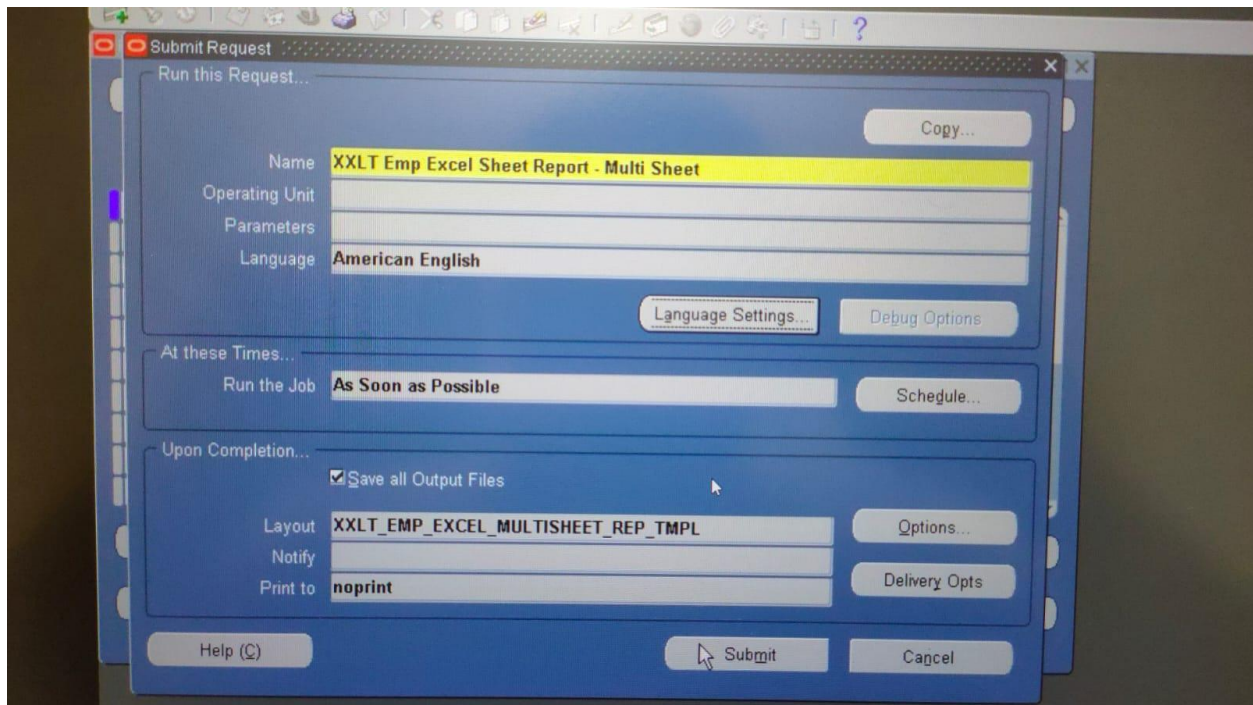 Submit Request
Run this Request...
Copy...
Name XXLT Emp Excel Sheet Report - Multi Sheet
Operating Unit
Parameters
Language American English
Language Settings... Debug Options
At these Times...
Run the Job As Soon as Possible Schedule...
Upon Completion...
Save all Output Files
Layout XXLT_EMP_EXCEL_MULTISHEET_REP_TMPL Options...
Notify
Print to noprint Delivery Opts
Help (C) Submit Cancel